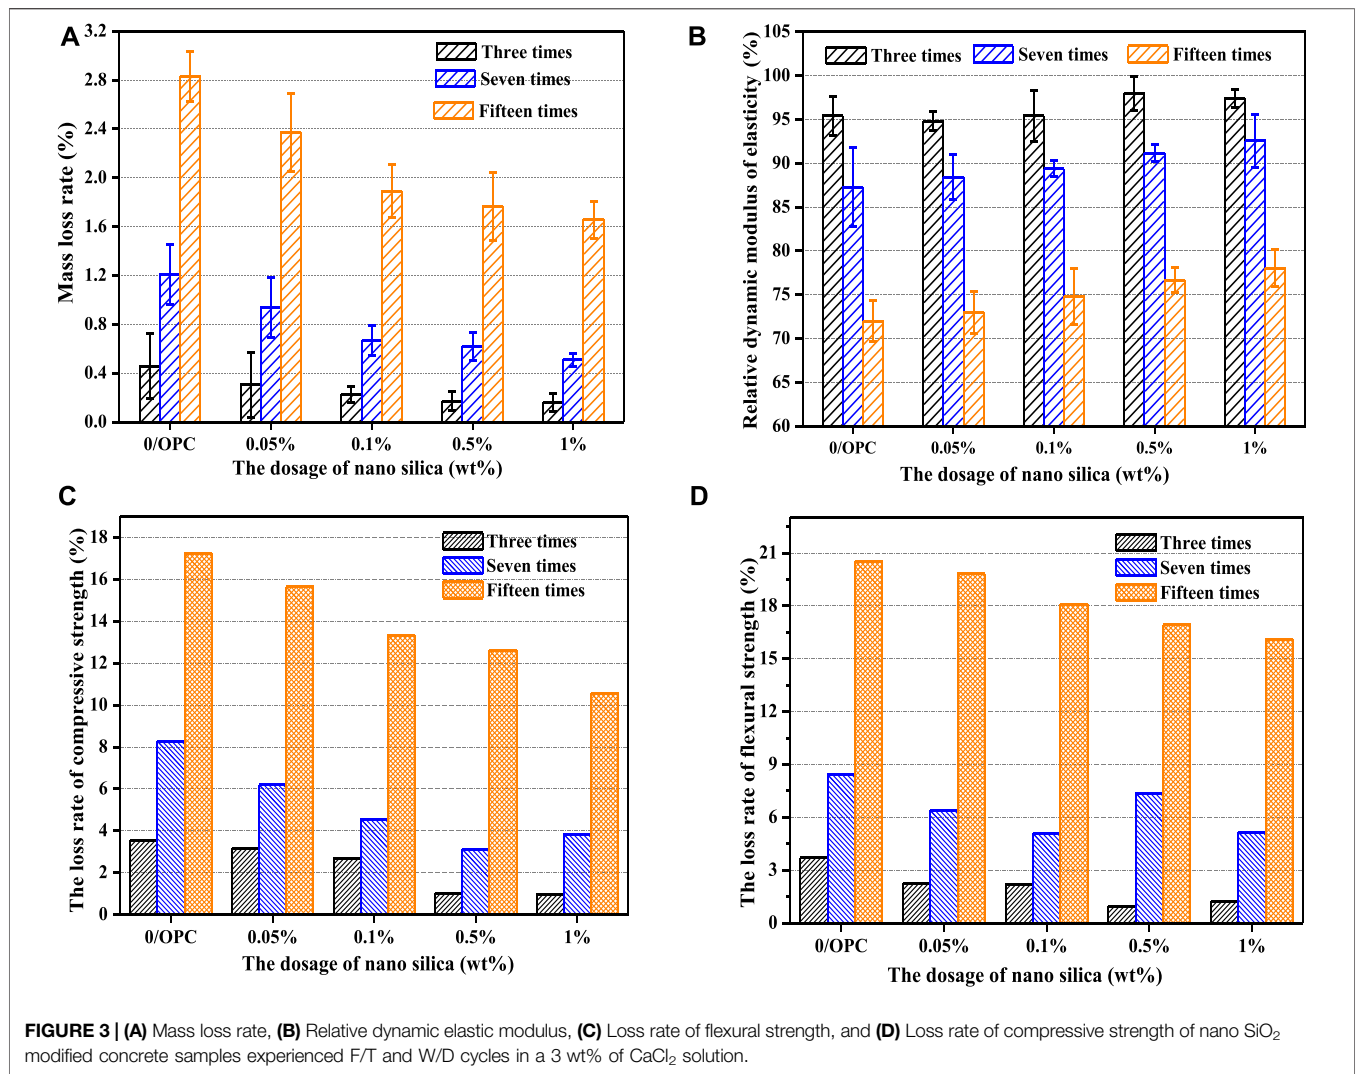 A
Mass loss rate (%)
3.2
2.8
2.4
2.0
1.6
1.2
0.8
0.4
0.0
Three times
Seven times
Fifteen times
0/OPC 0.05% 0.1% 0.5% 1%
The dosage of nano silica (wt%)
B
Relative dynamic modulus of elasticity (%)
105
100
95
90
85
80
75
70
65
60
Three times Seven times Fifteen times
0/OPC 0.05% 0.1% 0.5% 1%
The dosage of nano silica (wt%)
C
The loss rate of compressive strength (%)
18
16
14
12
10
8
6
4
2
0
Three times
Seven times
Fifteen times
0/OPC 0.05% 0.1% 0.5% 1%
The dosage of nano silica (wt%)
D
The loss rate of flexural strength (%)
21
18
15
12
9
6
3
0
Three times
Seven times
Fifteen times
0/OPC 0.05% 0.1% 0.5% 1%
The dosage of nano silica (wt%)
FIGURE 3 | (A) Mass loss rate, (B) Relative dynamic elastic modulus, (C) Loss rate of flexural strength, and (D) Loss rate of compressive strength of nano SiO₂
modified concrete samples experienced F/T and W/D cycles in a 3 wt% of CaCl₂ solution.